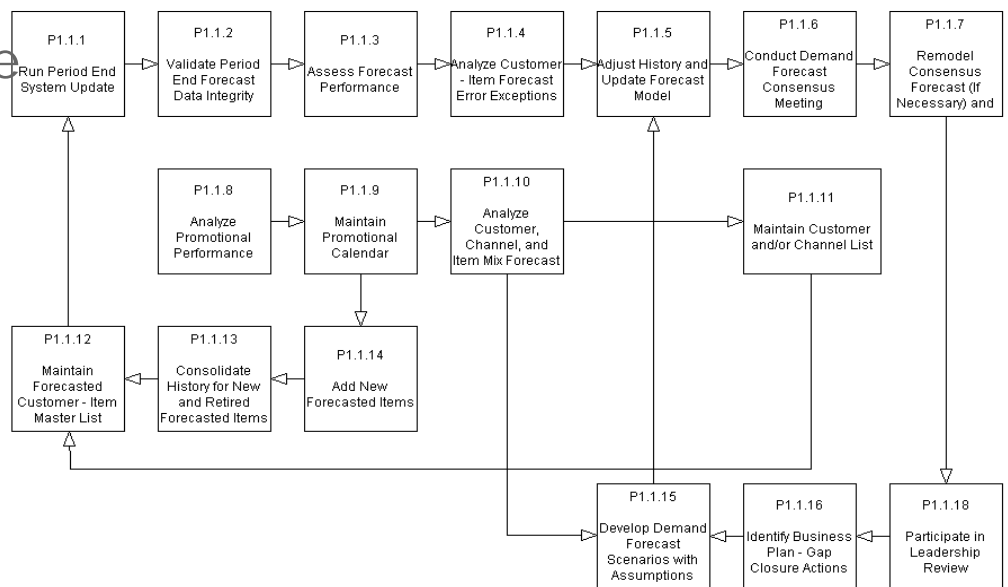 e
P1.1.1
Run Period End
System Update
P1.1.2
Validate Period
End Forecast
Data Integrity
P1.1.3
Assess Forecast
Performance
P1.1.4
Analyze Customer
- Item Forecast
Error Exceptions
P1.1.5
Adjust History and
Update Forecast
Model
P1.1.6
Conduct Demand
Forecast
Consensus
Meeting
P1.1.7
Remodel
Consensus
Forecast (If
Necessary) and
P1.1.8
Analyze
Promotional
Performance
P1.1.9
Maintain
Promotional
Calendar
P1.1.10
Analyze
Customer,
Channel, and
Item Mix Forecast
P1.1.11
Maintain Customer
and/or Channel List
P1.1.12
Maintain
Forecasted
Customer - Item
Master List
P1.1.13
Consolidate
History for New
and Retired
Forecasted Items
P1.1.14
Add New
Forecasted Items
P1.1.15
Develop Demand
Forecast
Scenarios with
Assumptions
P1.1.16
Identify Business
Plan - Gap
Closure Actions
P1.1.18
Participate in
Leadership
Review